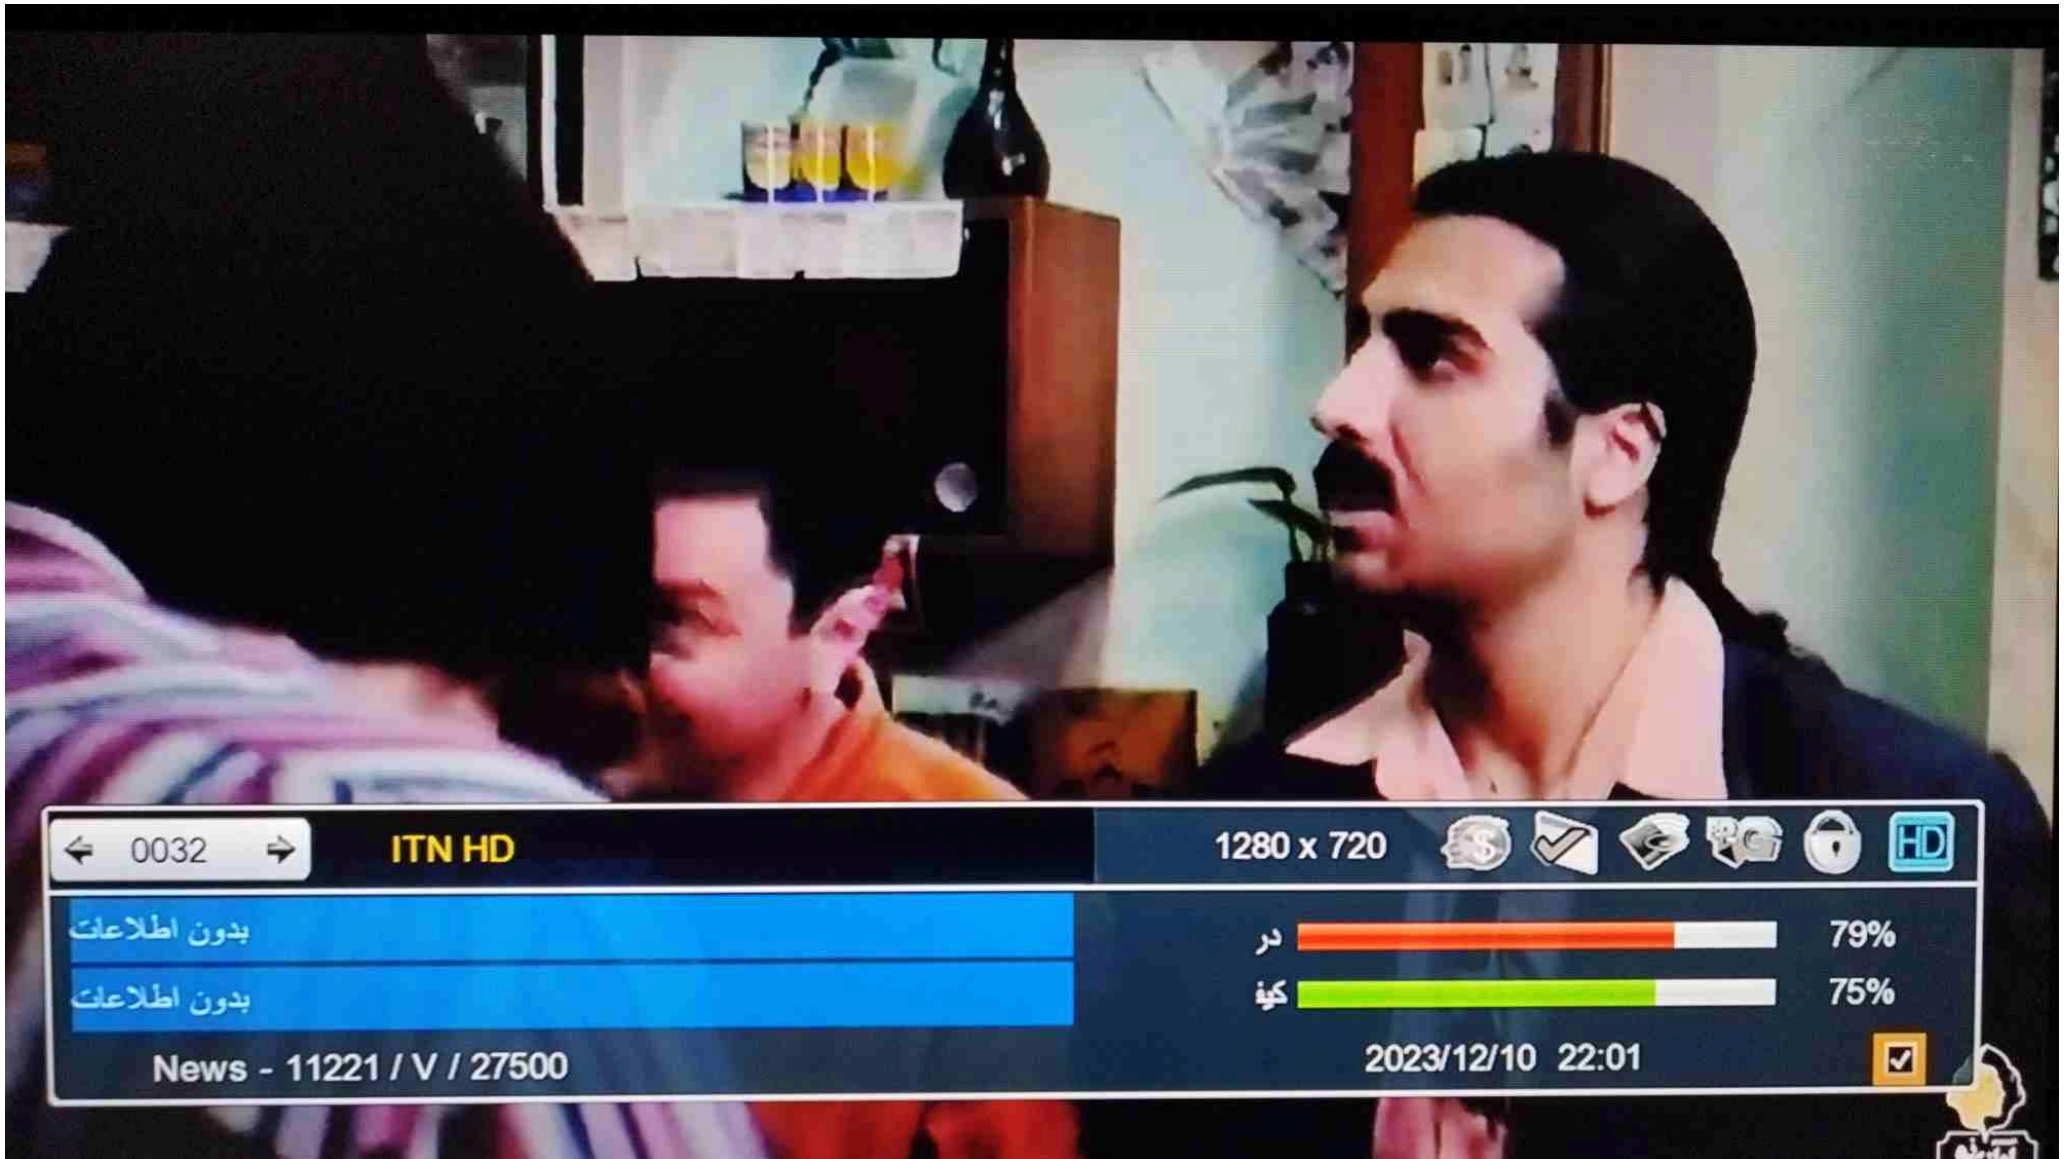 0032
ITN HD
1280 x 720
HD
بدون اطلاعات
در
79%
بدون اطلاعات
کیف
75%
News - 11221 / V / 27500
2023/12/10 22:01